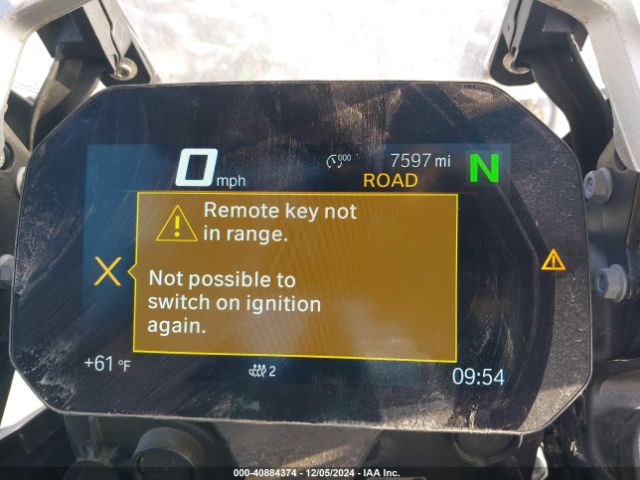 0 mph
000
7597 mi
ROAD
N
Remote key not
in range.
Not possible to
switch on ignition
again.
+61 °F
2
09:54
000-40884374 | 12/05/2024 - IAA Inc.